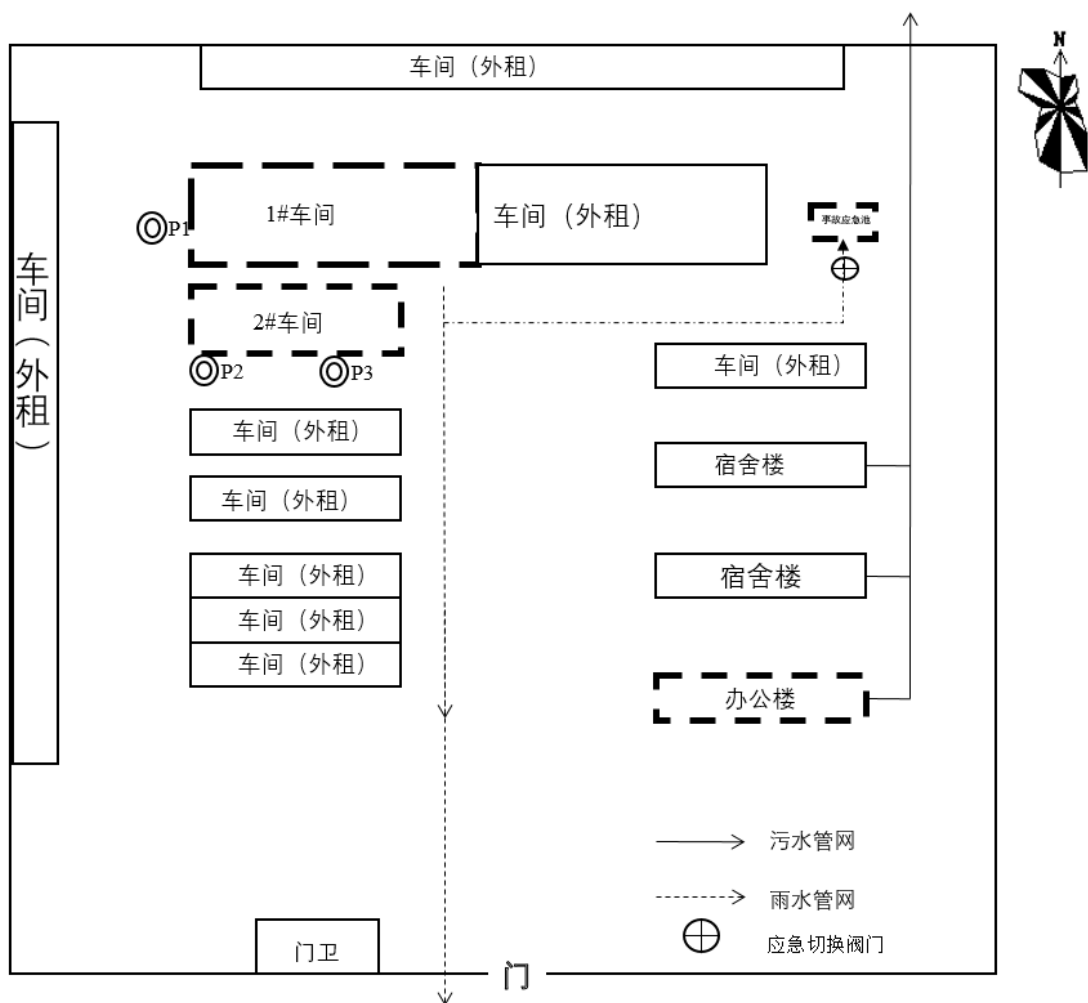 车间（外租）
N
1#车间
车间（外租）
事故应急池
P1
车间（外租）
2#车间
P2
P3
车间（外租）
车间（外租）
宿舍楼
车间（外租）
车间（外租）
宿舍楼
车间（外租）
车间（外租）
办公楼
污水管网
雨水管网
应急切换阀门
门卫
门